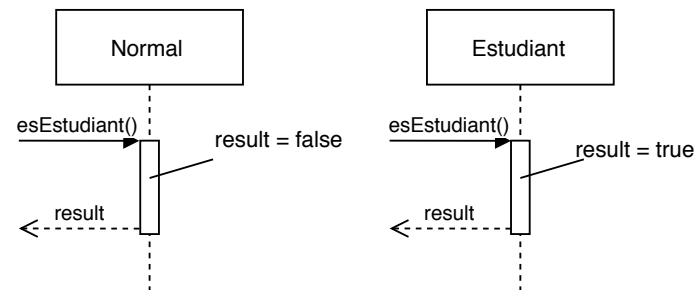 Normal
esEstudiant()
result = false
result
Estudiant
esEstudiant()
result = true
result